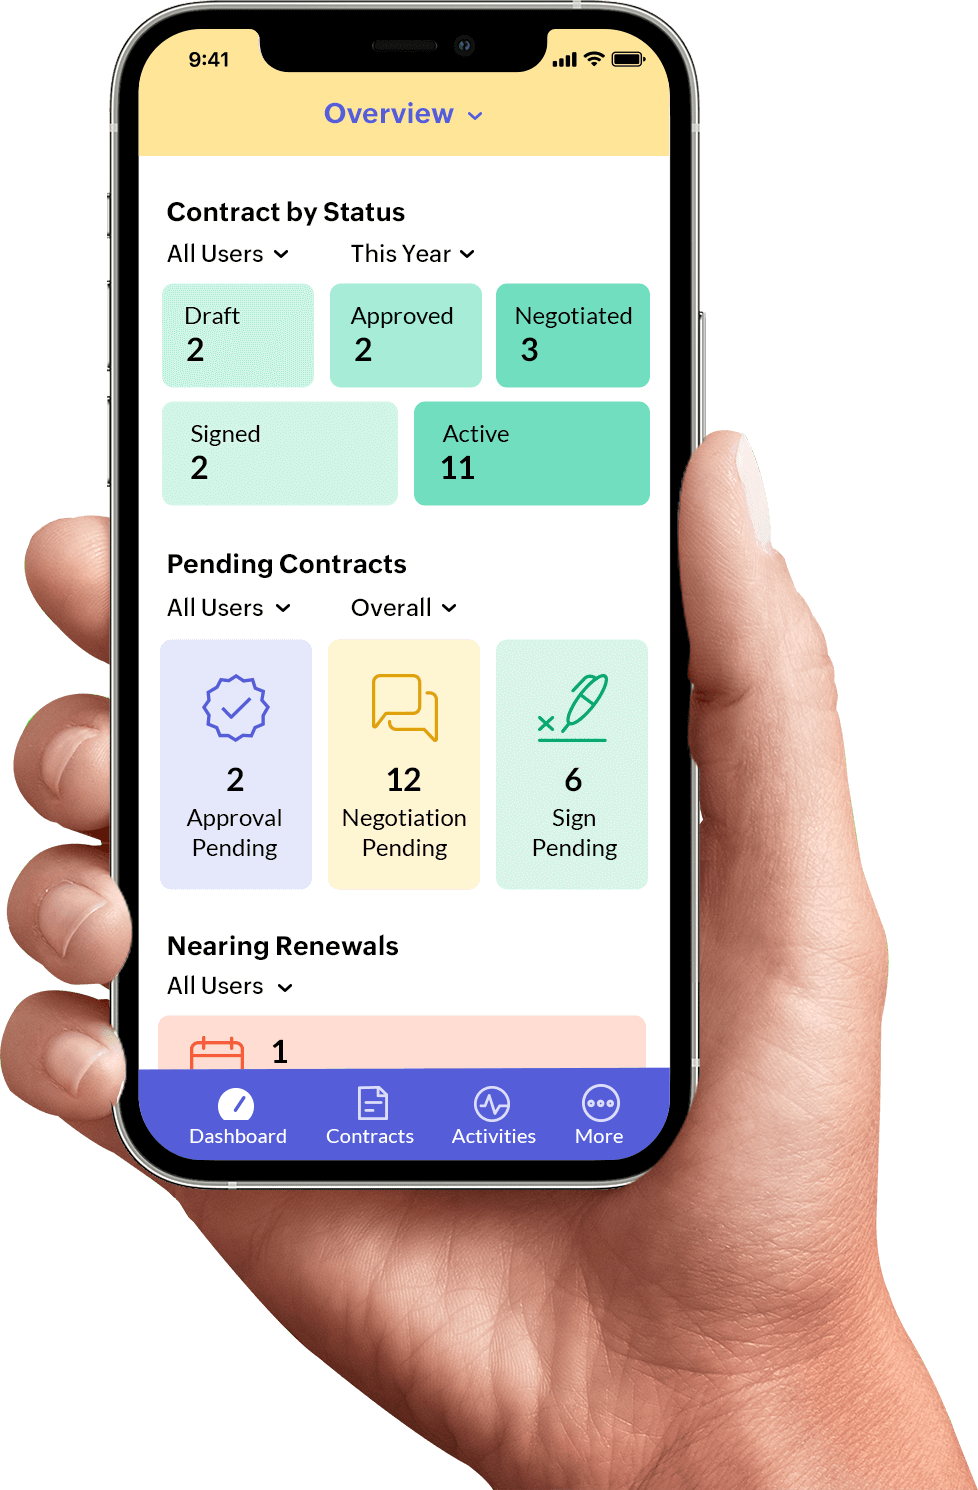 9:41
Overview
Contract by Status
All Users This Year
Draft Approved Negotiated
2 2 3
Signed Active
2 11
Pending Contracts
All Users Overall
2 12 6
Approval Negotiation Sign
Pending Pending Pending
Nearing Renewals
All Users
1
Dashboard Contracts Activities More